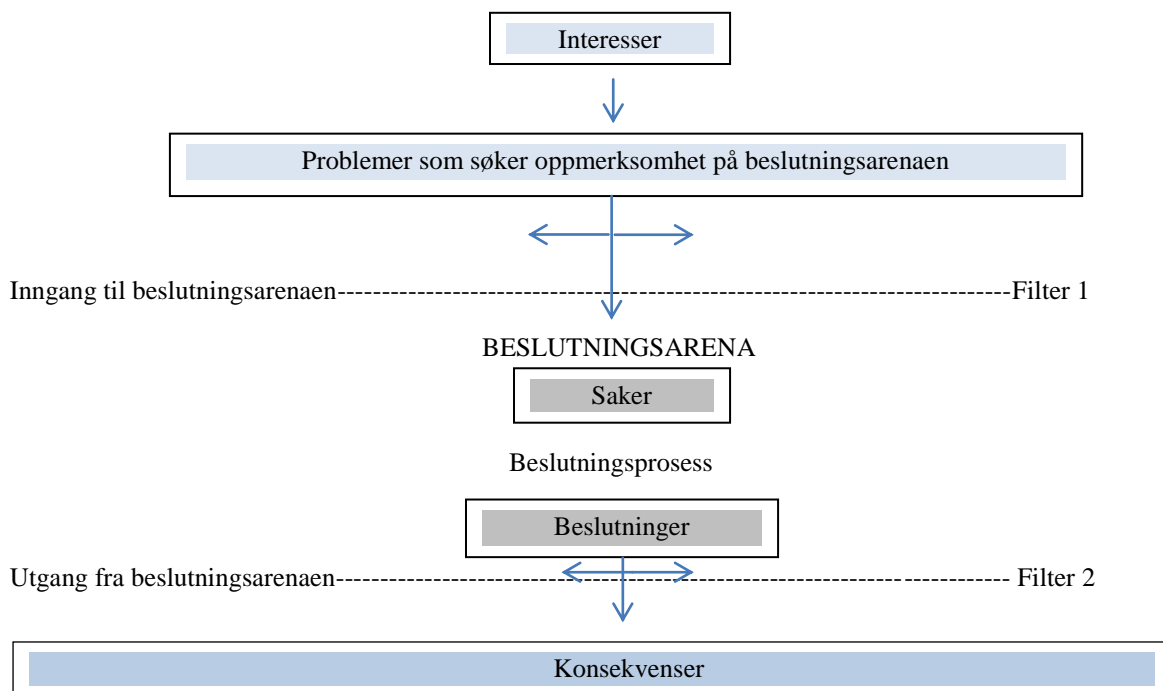 Interesser
Problemer som søker oppmerksomhet på beslutningsarenaen
Inngang til beslutningsarenaen---Filter 1
BESLUTNINGSARENA
Saker
Beslutningsprosess
Beslutninger
Utgang fra beslutningsarenaen--- Filter 2
Konsekvenser